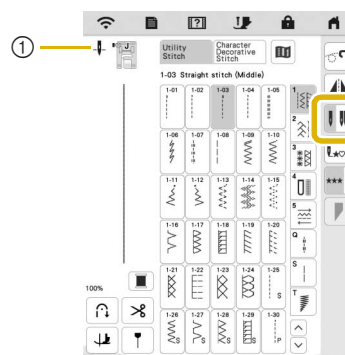 ①
J
Utility
Stitch
Character
Decorative
Stitch
1-03 Straight stitch (Middle)
1-01 1-02 1-03 1-04 1-05
1
1-06 1-07 1-08 1-09 1-10
2
3
1-11 1-12 1-13 1-14 1-15
4
5
1-16 1-17 1-18 1-19 1-20
Q
1-21 1-22 1-23 1-24 1-25
S
S
100%
T
1-26 1-27 1-28 1-29 1-30
S S S S P